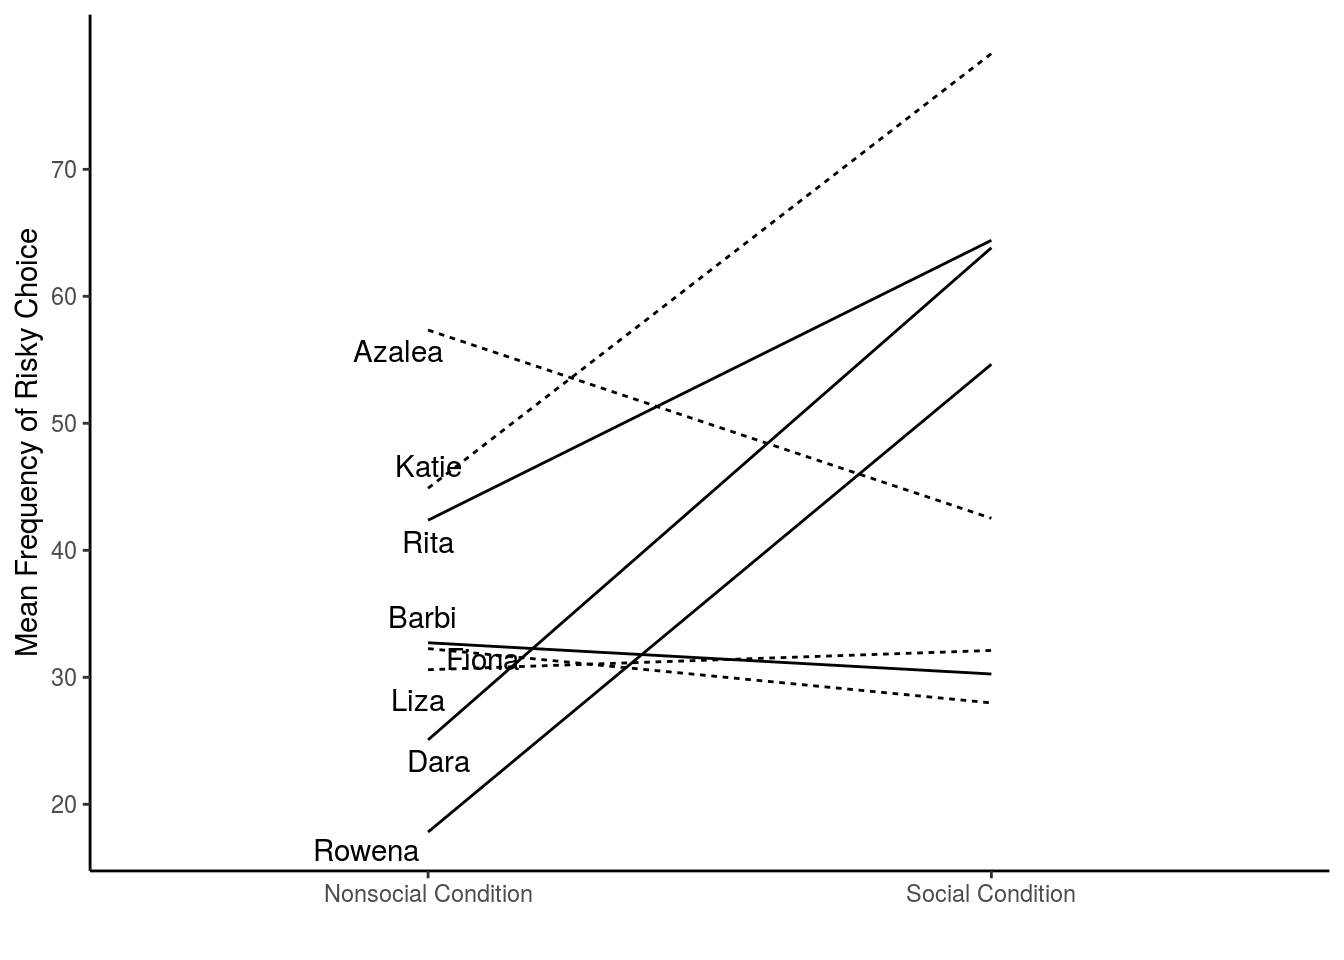 Mean Frequency of Risky Choice
70
60
50
40
30
20
Azalea
Katie
Rita
Barbi
Fiona
Liza
Dara
Rowena
Nonsocial Condition
Social Condition